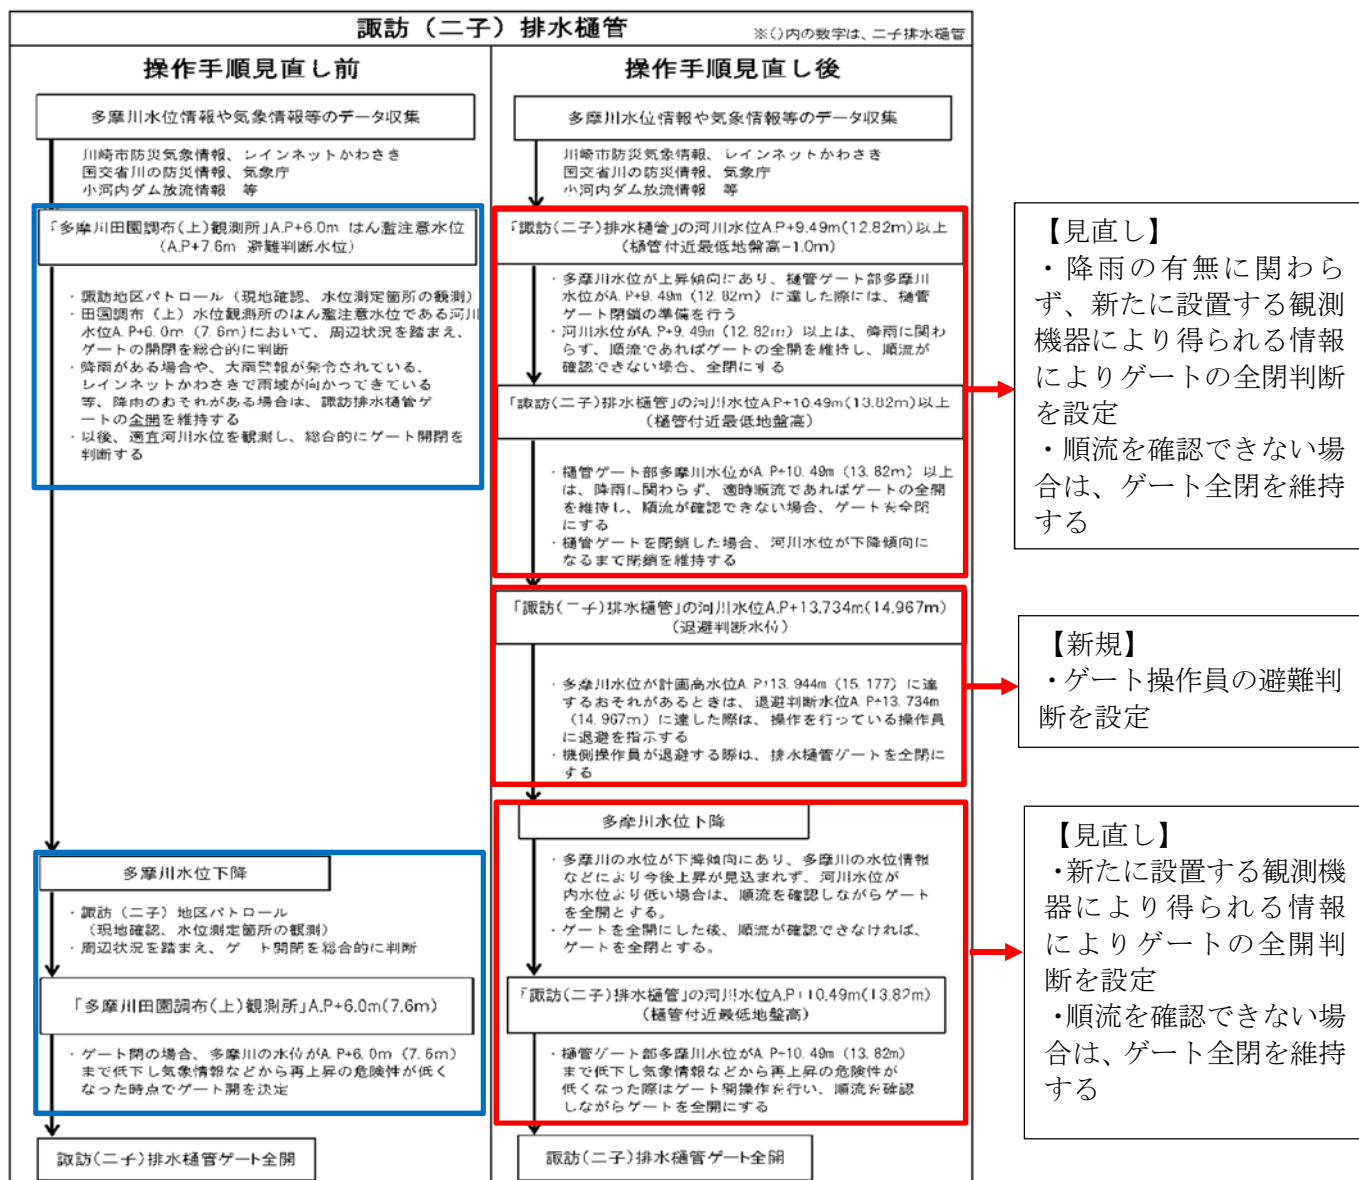 諏訪（二子）排水樋管
※()内の数字は、二子排水樋管
操作手順見直し前
多摩川水位情報や気象情報等のデータ収集
川崎市防災気象情報、レインネットかわさき
国交省川の防災情報、気象庁
小河内ダム放流情報　等
「多摩川田園調布(上)観測所」A.P+6.0m はん濫注意水位
(A.P+7.6m 避難判断水位)
・諏訪地区パトロール（現地確認、水位測定箇所の観測）
・田園調布（上）水位観測所のはん濫注意水位である河川
水位A.P+6.0m（7.6m）において、周辺状況を踏まえ、
ゲートの開閉を総合的に判断
・降雨がある場合や、大雨警報が発令されている、
レインネットかわさきで雨域が向かってきている
等、降雨のおそれがある場合は、諏訪排水樋管ゲ
ートの全開を維持する
・以後、適宜河川水位を観測し、総合的にゲート開閉を
判断する
多摩川水位下降
・諏訪（二子）地区パトロール
（現地確認、水位測定箇所の観測）
・周辺状況を踏まえ、ゲート開閉を総合的に判断
「多摩川田園調布(上)観測所」A.P+6.0m(7.6m)
・ゲート閉の場合、多摩川の水位がA.P+6.0m（7.6m）
まで低下し気象情報などから再上昇の危険性が低く
なった時点でゲート開を決定
諏訪(二子)排水樋管ゲート全開
操作手順見直し後
多摩川水位情報や気象情報等のデータ収集
川崎市防災気象情報、レインネットかわさき
国交省川の防災情報、気象庁
小河内ダム放流情報　等
「諏訪(二子)排水樋管」の河川水位A.P+9.49m(12.82m)以上
(樋管付近最低地盤高-1.0m)
・多摩川水位が上昇傾向にあり、樋管ゲート部多摩川
水位がA.P+9.49m（12.82m）に達した際には、樋管
ゲート閉鎖の準備を行う
・河川水位がA.P+9.49m（12.82m）以上は、降雨に関わ
らず、順流であればゲートの全開を維持し、順流が
確認できない場合、全閉にする
「諏訪(二子)排水樋管」の河川水位A.P+10.49m(13.82m)以上
(樋管付近最低地盤高)
・樋管ゲート部多摩川水位がA.P+10.49m（13.82m）以上
は、降雨に関わらず、適時順流であればゲートの全開
を維持し、順流が確認できない場合、ゲートを全閉
にする
・樋管ゲートを閉鎖した場合、河川水位が下降傾向に
なるまで閉鎖を維持する
「諏訪(二子)排水樋管」の河川水位A.P+13.734m(14.967m)
(退避判断水位)
・多摩川水位が計画高水位A.P+13.944m（15.177）に達
するおそれがあるときは、退避判断水位A.P+13.734m
（14.967m）に達した際は、操作を行っている操作員
に退避を指示する
・機側操作員が退避する際は、排水樋管ゲートを全閉に
する
多摩川水位下降
・多摩川の水位が下降傾向にあり、多摩川の水位情報
などにより今後上昇が見込まれず、河川水位が
内水位より低い場合は、順流を確認しながらゲート
を全開とする。
・ゲートを全開にした後、順流が確認できなければ、
ゲートを全閉とする。
「諏訪(二子)排水樋管」の河川水位A.P+10.49m(13.82m)
(樋管付近最低地盤高)
・樋管ゲート部多摩川水位がA.P+10.49m（13.82m）
まで低下し気象情報などから再上昇の危険性が
低くなった際はゲート開操作を行い、順流を確認
しながらゲートを全開にする
諏訪(二子)排水樋管ゲート全開
【見直し】
・降雨の有無に関わら
ず、新たに設置する観測
機器により得られる情報
によりゲートの全閉判断
を設定
・順流を確認できない場
合は、ゲート全閉を維持
する
【新規】
・ゲート操作員の避難判
断を設定
【見直し】
・新たに設置する観測機
器により得られる情報
によりゲートの全開判
断を設定
・順流を確認できない場
合は、ゲート全閉を維持
する